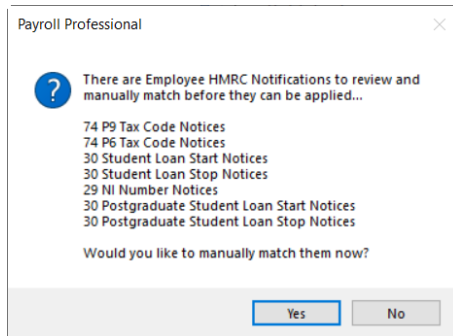 Payroll Professional
There are Employee HMRC Notifications to review and
manually match before they can be applied...
74 P9 Tax Code Notices
74 P6 Tax Code Notices
30 Student Loan Start Notices
30 Student Loan Stop Notices
29 NI Number Notices
30 Postgraduate Student Loan Start Notices
30 Postgraduate Student Loan Stop Notices
Would you like to manually match them now?
Yes
No